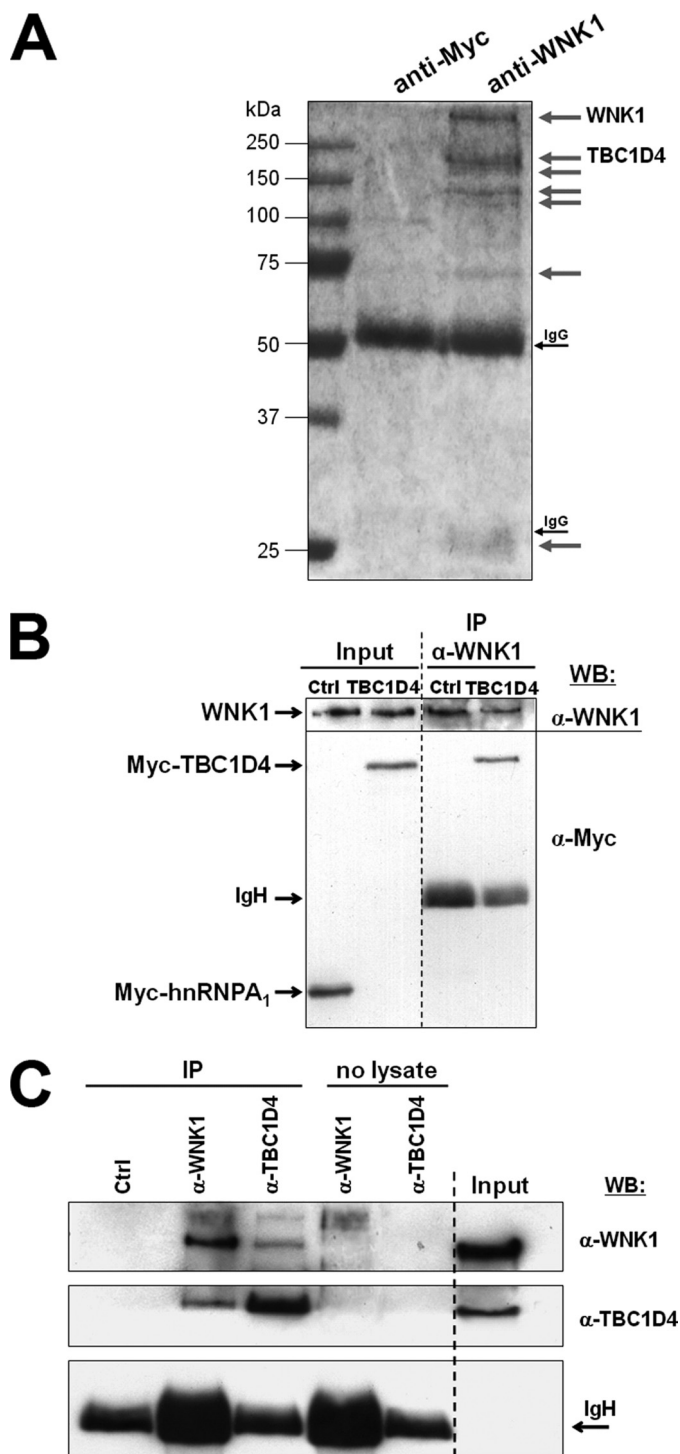 A
anti-Myc anti-WNK1
kDa
250
150
100
75
50
37
25
WNK1
TBC1D4
IgG
IgG
B
Input
IP
α-WNK1
Ctrl TBC1D4 Ctrl TBC1D4
WB:
WNK1
α-WNK1
Myc-TBC1D4
α-Myc
IgH
Myc-hnRNPA1
C
IP
no lysate
Ctrl
α-WNK1
α-TBC1D4
α-WNK1
α-TBC1D4
Input
WB:
α-WNK1
α-TBC1D4
IgH